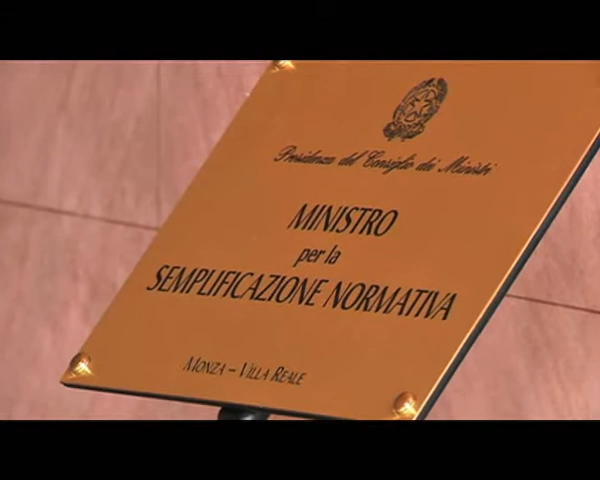 Presidenza del Consiglio dei Ministri
MINISTRO
per la
SEMPLIFICAZIONE NORMATIVA
MONZA – VILLA REALE